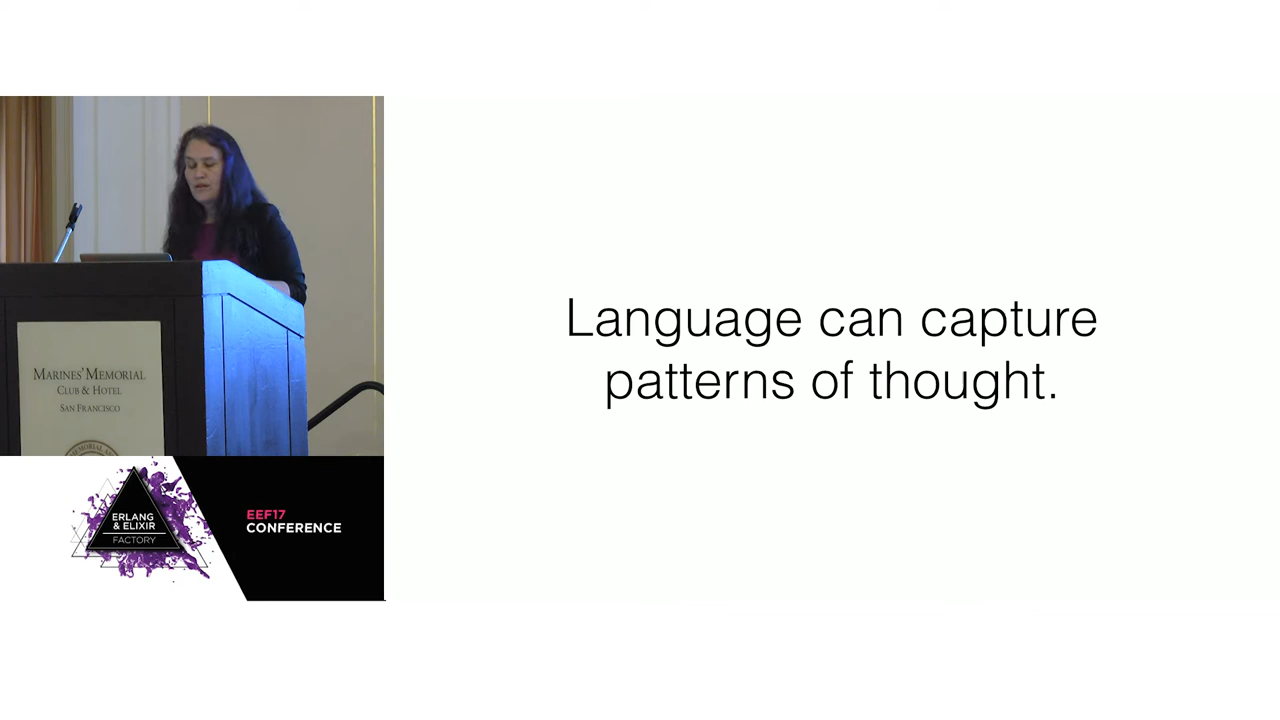 Language can capture
patterns of thought.
MARINES' MEMORIAL
CLUB & HOTEL
SAN FRANCISCO
ERLANG
& ELIXIR
FACTORY
EEF17
CONFERENCE